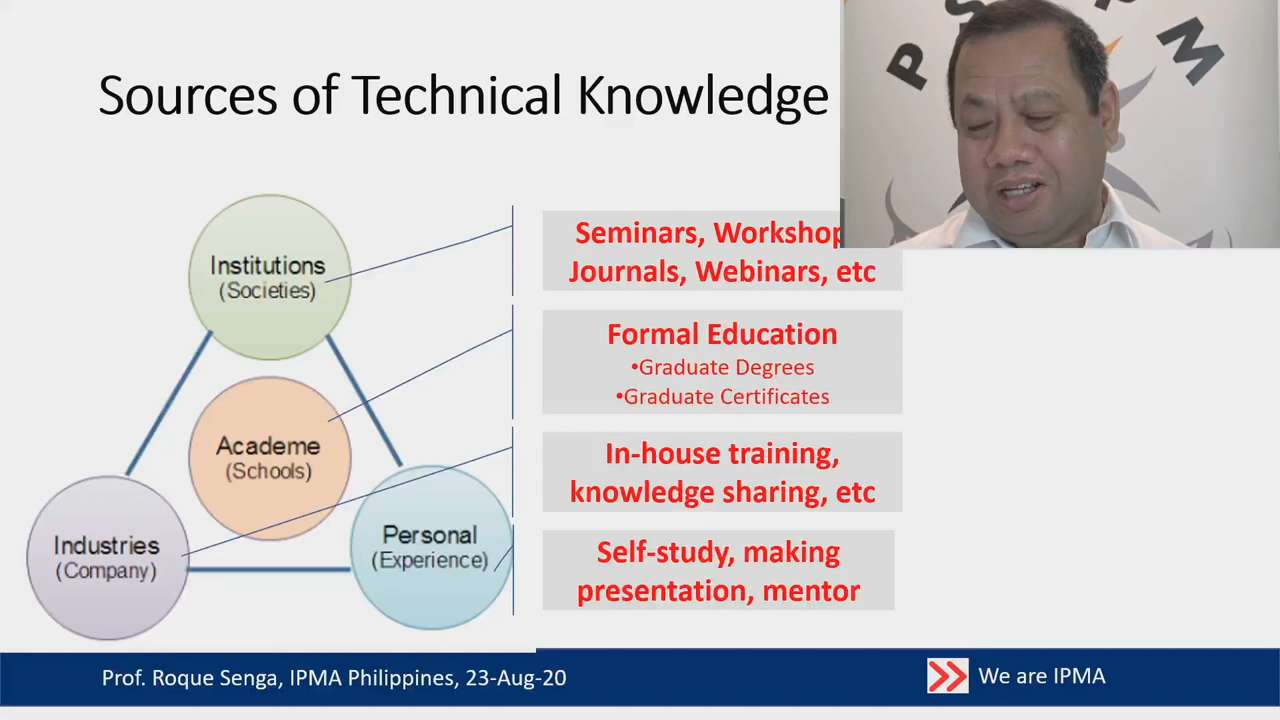 Sources of Technical Knowledge
Institutions
(Societies)
Academe
(Schools)
Industries
(Company)
Personal
(Experience)
Seminars, Workshop
Journals, Webinars, etc
Formal Education
•Graduate Degrees
•Graduate Certificates
In-house training,
knowledge sharing, etc
Self-study, making
presentation, mentor
Prof. Roque Senga, IPMA Philippines, 23-Aug-20
We are IPMA